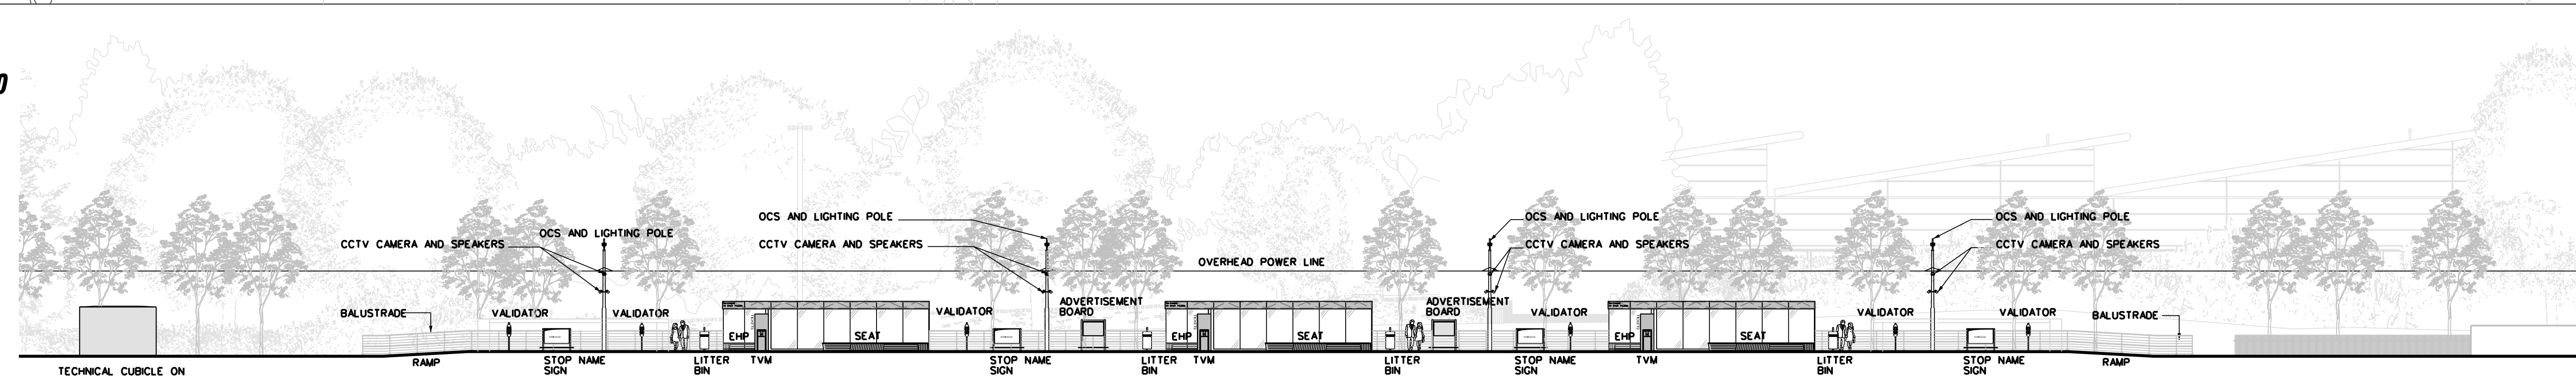 OCS AND LIGHTING POLE
OCS AND LIGHTING POLE
OCS AND LIGHTING POLE
OCS AND LIGHTING POLE
CCTV CAMERA AND SPEAKERS
CCTV CAMERA AND SPEAKERS
CCTV CAMERA AND SPEAKERS
CCTV CAMERA AND SPEAKERS
OVERHEAD POWER LINE
BALUSTRADE
VALIDATOR
VALIDATOR
VALIDATOR
ADVERTISEMENT
BOARD
ADVERTISEMENT
BOARD
VALIDATOR
VALIDATOR
VALIDATOR
BALUSTRADE
EHP
SEAT
EHP
SEAT
EHP
SEAT
TECHNICAL CUBICLE ON
RAMP
STOP NAME
SIGN
LITTER
BIN
TVM
STOP NAME
SIGN
LITTER
BIN
TVM
LITTER
BIN
STOP NAME
SIGN
TVM
LITTER
BIN
STOP NAME
SIGN
RAMP